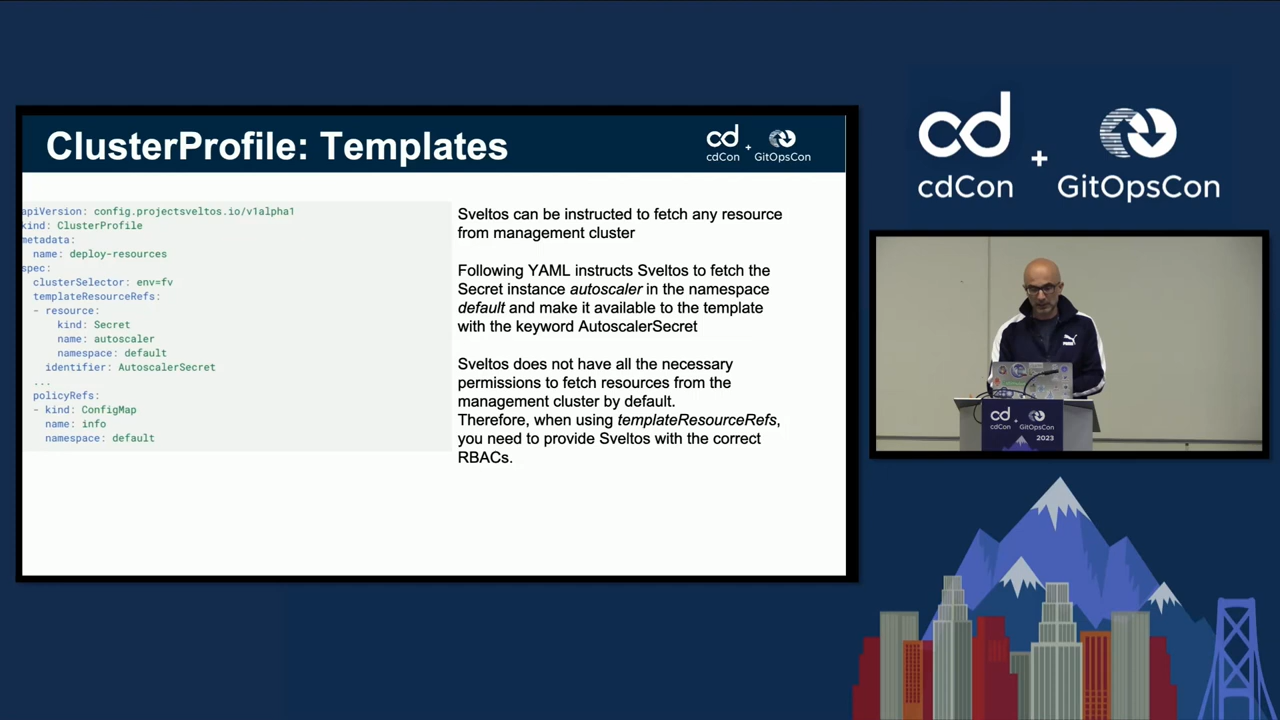 ClusterProfile: Templates
cd
cdCon
+
GitOpsCon
apiVersion: config.projectsveltos.io/v1alpha1
kind: ClusterProfile
metadata:
name: deploy-resources
spec:
clusterSelector: env=fv
templateResourceRefs:
- resource:
kind: Secret
name: autoscaler
namespace: default
identifier: AutoscalerSecret
...
policyRefs:
- kind: ConfigMap
name: info
namespace: default
Sveltos can be instructed to fetch any resource
from management cluster
Following YAML instructs Sveltos to fetch the
Secret instance autoscaler in the namespace
default and make it available to the template
with the keyword AutoscalerSecret
Sveltos does not have all the necessary
permissions to fetch resources from the
management cluster by default.
Therefore, when using templateResourceRefs,
you need to provide Sveltos with the correct
RBACs.
cd
cdCon
+
GitOpsCon
PUMA
cd
cdCon
+
GitOpsCon
2023